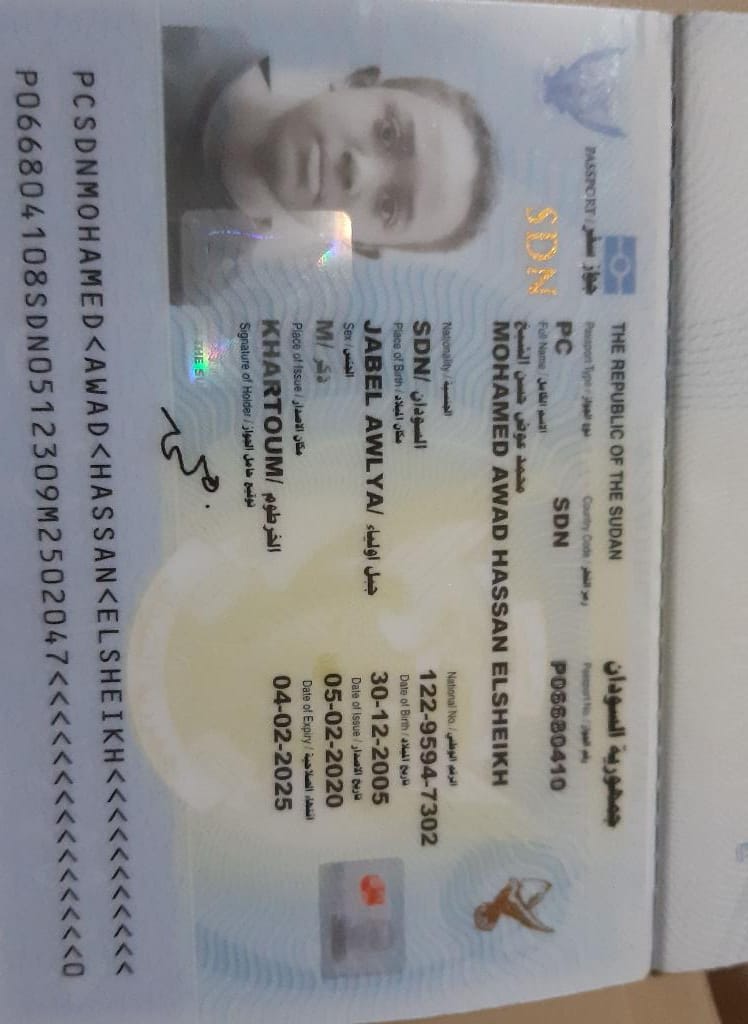 THE REPUBLIC OF THE SUDAN جمهورية السودان
PASSPORT / جواز سفر
Passport Type / نوع الجواز Country Code / رمز القطر Passport No. / رقم الجواز
PC SDN P06680410
SDN
Full Name / الاسم الكامل
محمد عوض حسن الشيخ
MOHAMED AWAD HASSAN ELSHEIKH
Nationality / الجنسية National No. / الرقم الوطني
SDN/ السودان 122-9594-7302
Place of Birth / مكان الميلاد Date of Birth / تاريخ الميلاد
JABEL AWLYA/ جبل اولياء 30-12-2005
Sex / الجنس Date of Issue / تاريخ الاصدار
M/ ذكر 05-02-2020
Place of Issue / مكان الاصدار Date of Expiry / انتهاء الصلاحية
KHARTOUM/ الخرطوم 04-02-2025
Signature of Holder / توقيع حامل الجواز
THE SU
PCSDNMOHAMED<AWAD<HASSAN<ELSHEIKH<<<<<<<<<<<
P066804108SDN0512309M2502047<<<<<<<<<<<<<<<0